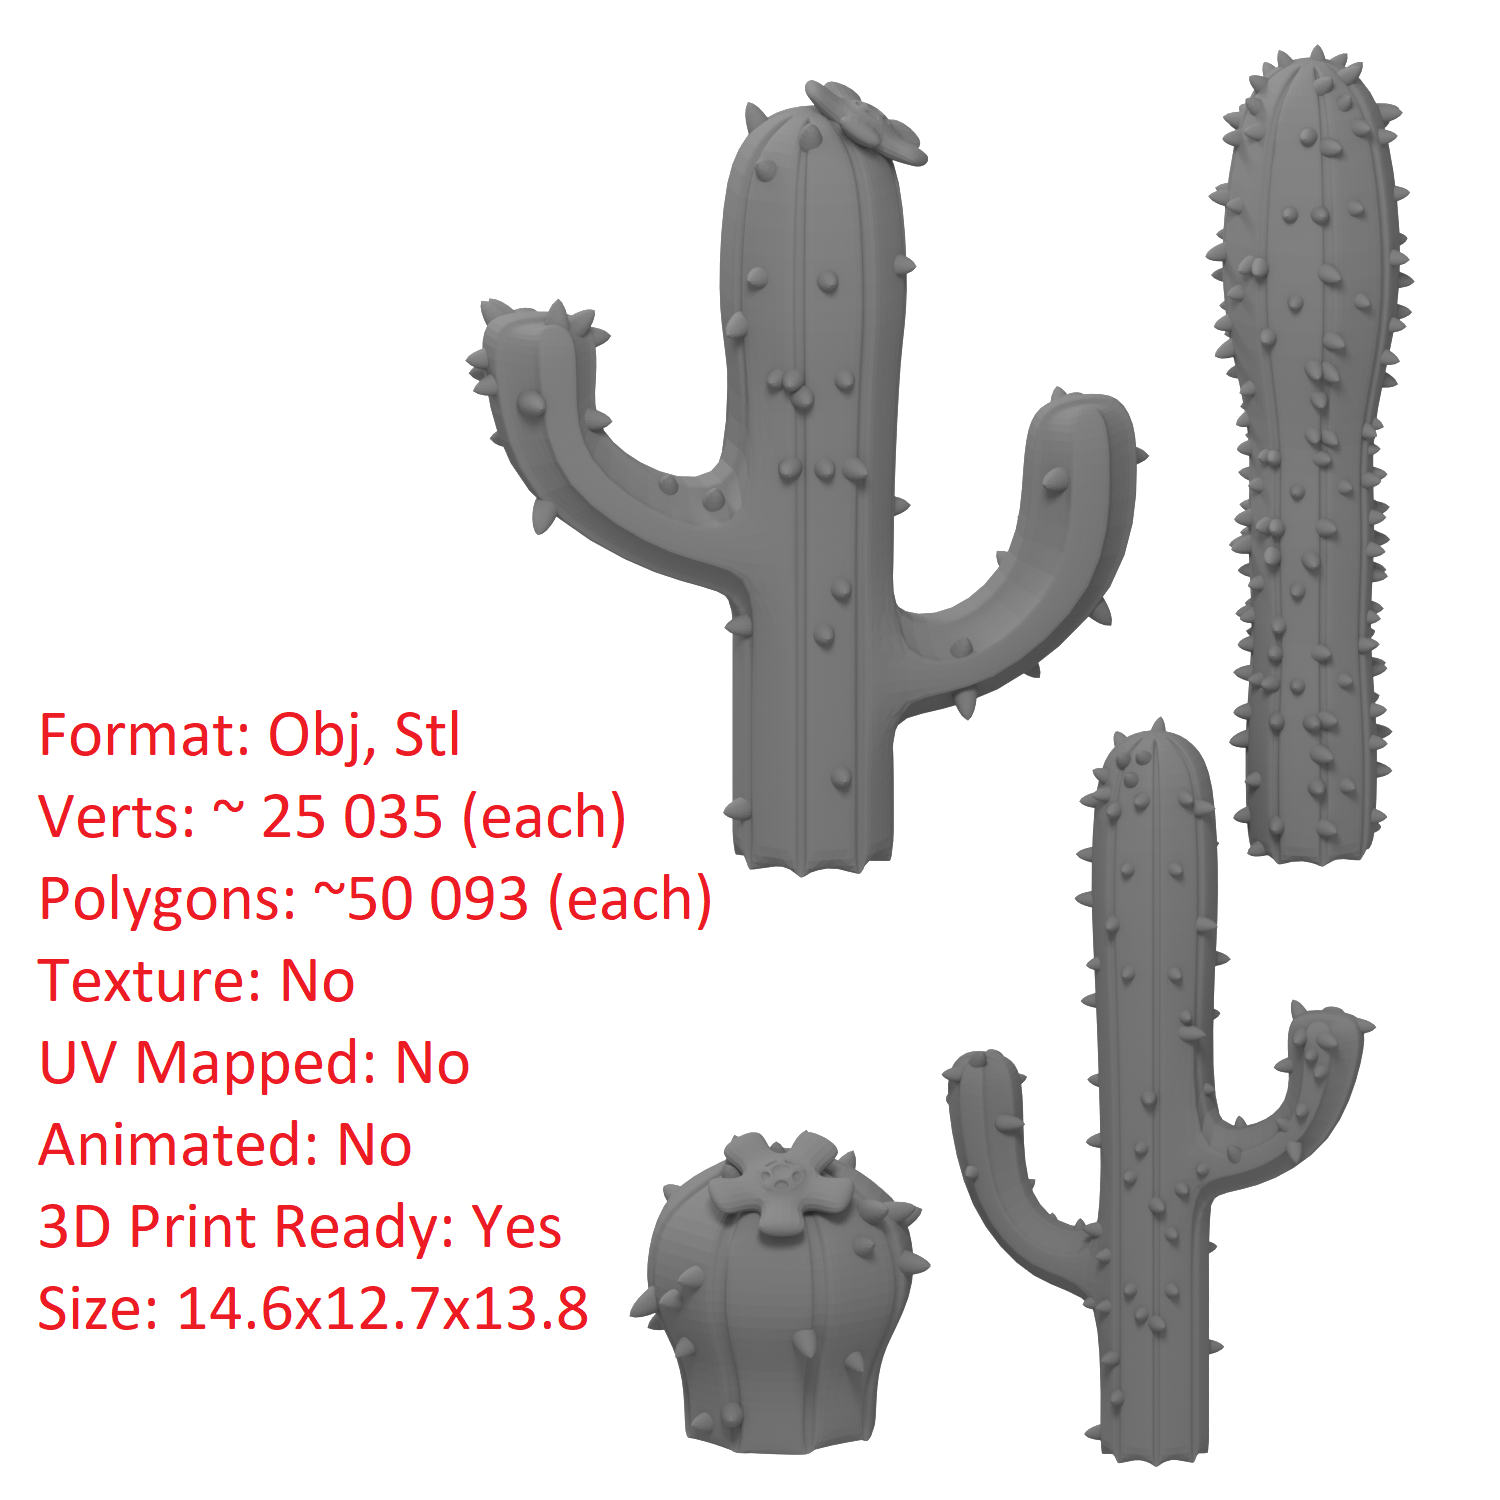 Format: Obj, Stl
Verts: ~ 25 035 (each)
Polygons: ~50 093 (each)
Texture: No
UV Mapped: No
Animated: No
3D Print Ready: Yes
Size: 14.6x12.7x13.8